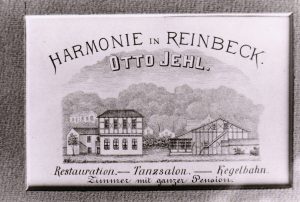 HARMONIE IN REINBECK.
OTTO JEHL.
Restauration.— Tanzsalon.— Kegelbahn.
Zimmer mit ganzer Pension.